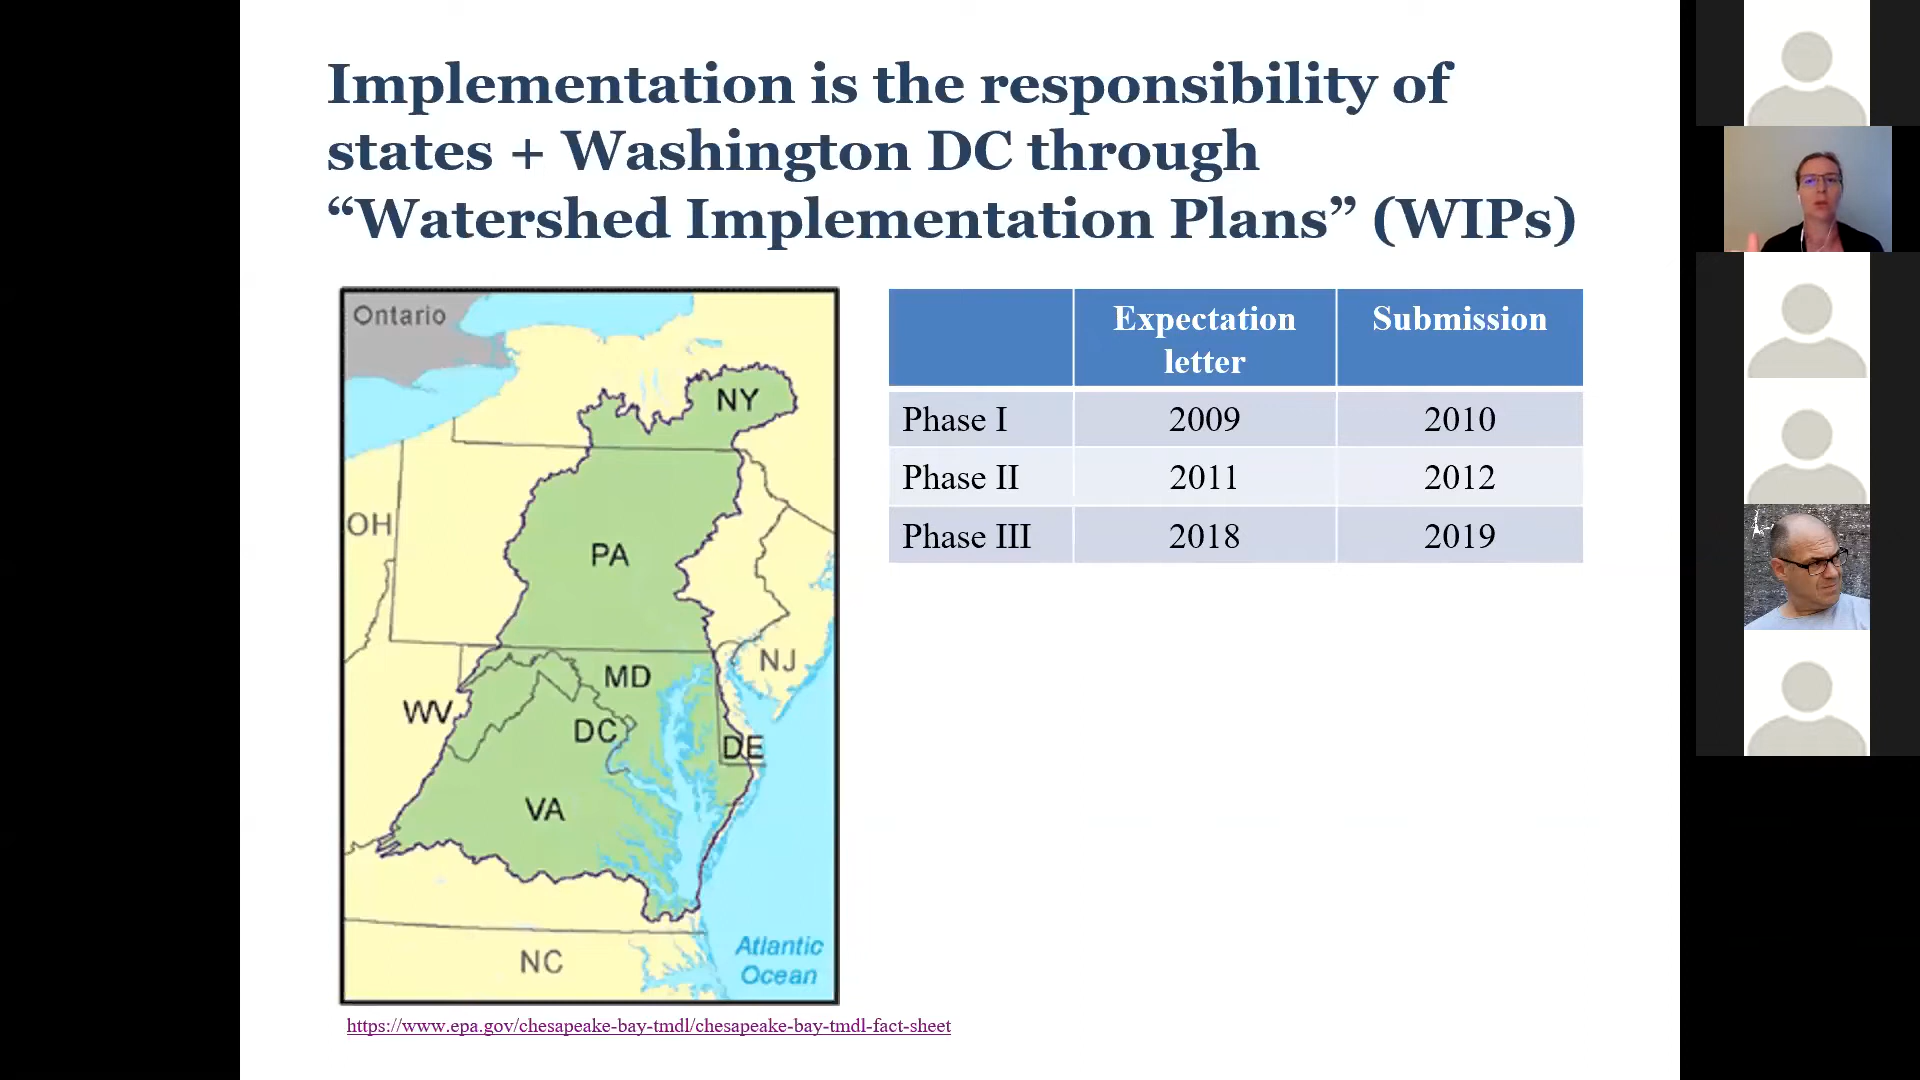 Implementation is the responsibility of
states + Washington DC through
“Watershed Implementation Plans” (WIPs)
Ontario
NY
OH
PA
NJ
MD
WV
DC
DE
VA
NC
Atlantic
Ocean
Expectation
letter
Submission
Phase I 2009 2010
Phase II 2011 2012
Phase III 2018 2019
https://www.epa.gov/chesapeake-bay-tmdl/chesapeake-bay-tmdl-fact-sheet